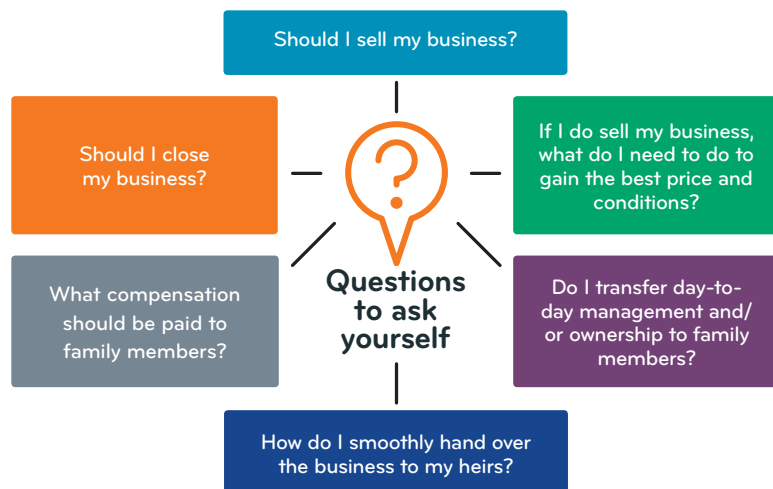 Should I sell my business?
Should I close
my business?
If I do sell my business,
what do I need to do to
gain the best price and
conditions?
?
Questions
to ask
yourself
What compensation
should be paid to
family members?
Do I transfer day-to-
day management and/
or ownership to family
members?
How do I smoothly hand over
the business to my heirs?